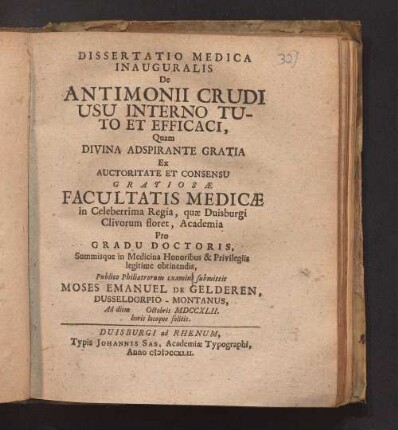 DISSERTATIO MEDICA
INAUGURALIS
32)
De
ANTIMONII CRUDI
USU INTERNO TU-
TO ET EFFICACI,
Quam
DIVINA ADSPIRANTE GRATIA
Ex
AUCTORITATE ET CONSENSU
GRATIOSÆ
FACULTATIS MEDICÆ
in Celeberrima Regia, quæ Duisburgi
Clivorum floret, Academia
Pro
GRADU DOCTORIS,
Summisque in Medicina Honoribus & Privilegiis
legitime obtinendis,
Publico Philiatrorum examini submittit
MOSES EMANUEL DE GELDEREN,
DUSSELDORPIO - MONTANUS,
Ad diem Octobris MDCCXLII.
horis locoque solitis.
DUISBURGI ad RHENUM,
Typis JOHANNIS SAS, Academiæ Typographi,
Anno cIↃIↃccXLII.